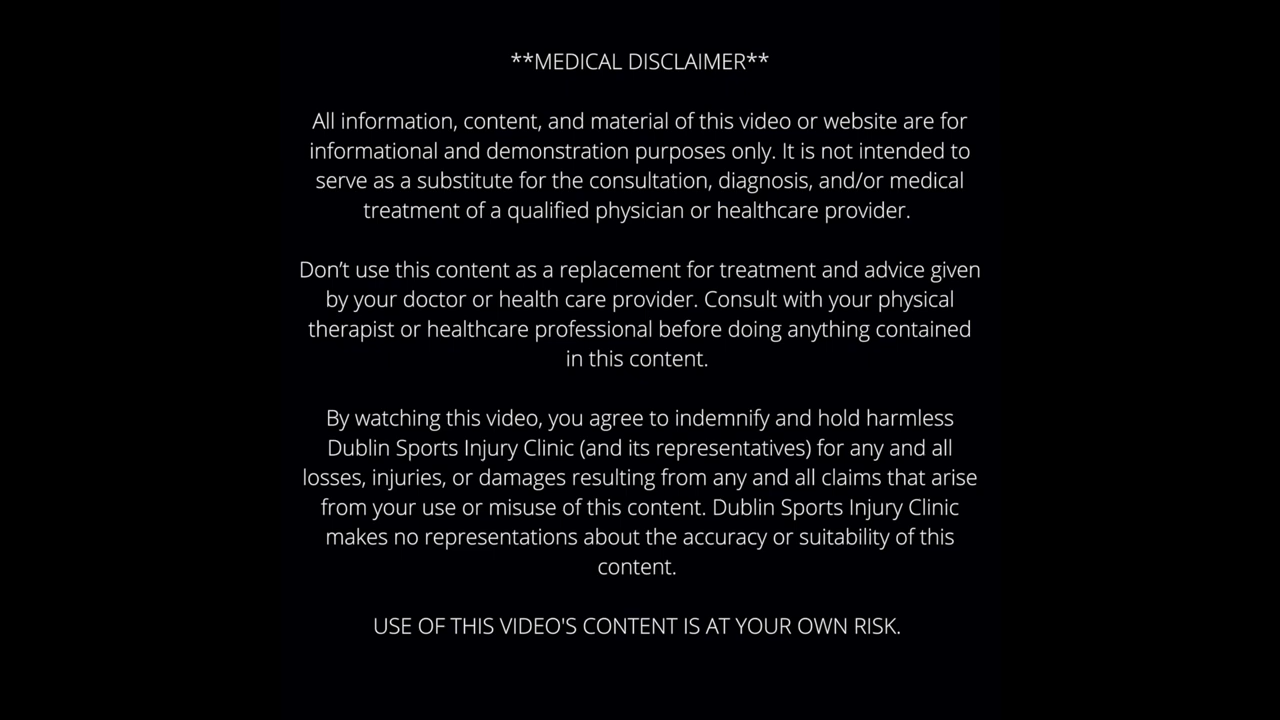 **MEDICAL DISCLAIMER**
All information, content, and material of this video or website are for
informational and demonstration purposes only. It is not intended to
serve as a substitute for the consultation, diagnosis, and/or medical
treatment of a qualified physician or healthcare provider.
Don’t use this content as a replacement for treatment and advice given
by your doctor or health care provider. Consult with your physical
therapist or healthcare professional before doing anything contained
in this content.
By watching this video, you agree to indemnify and hold harmless
Dublin Sports Injury Clinic (and its representatives) for any and all
losses, injuries, or damages resulting from any and all claims that arise
from your use or misuse of this content. Dublin Sports Injury Clinic
makes no representations about the accuracy or suitability of this
content.
USE OF THIS VIDEO'S CONTENT IS AT YOUR OWN RISK.